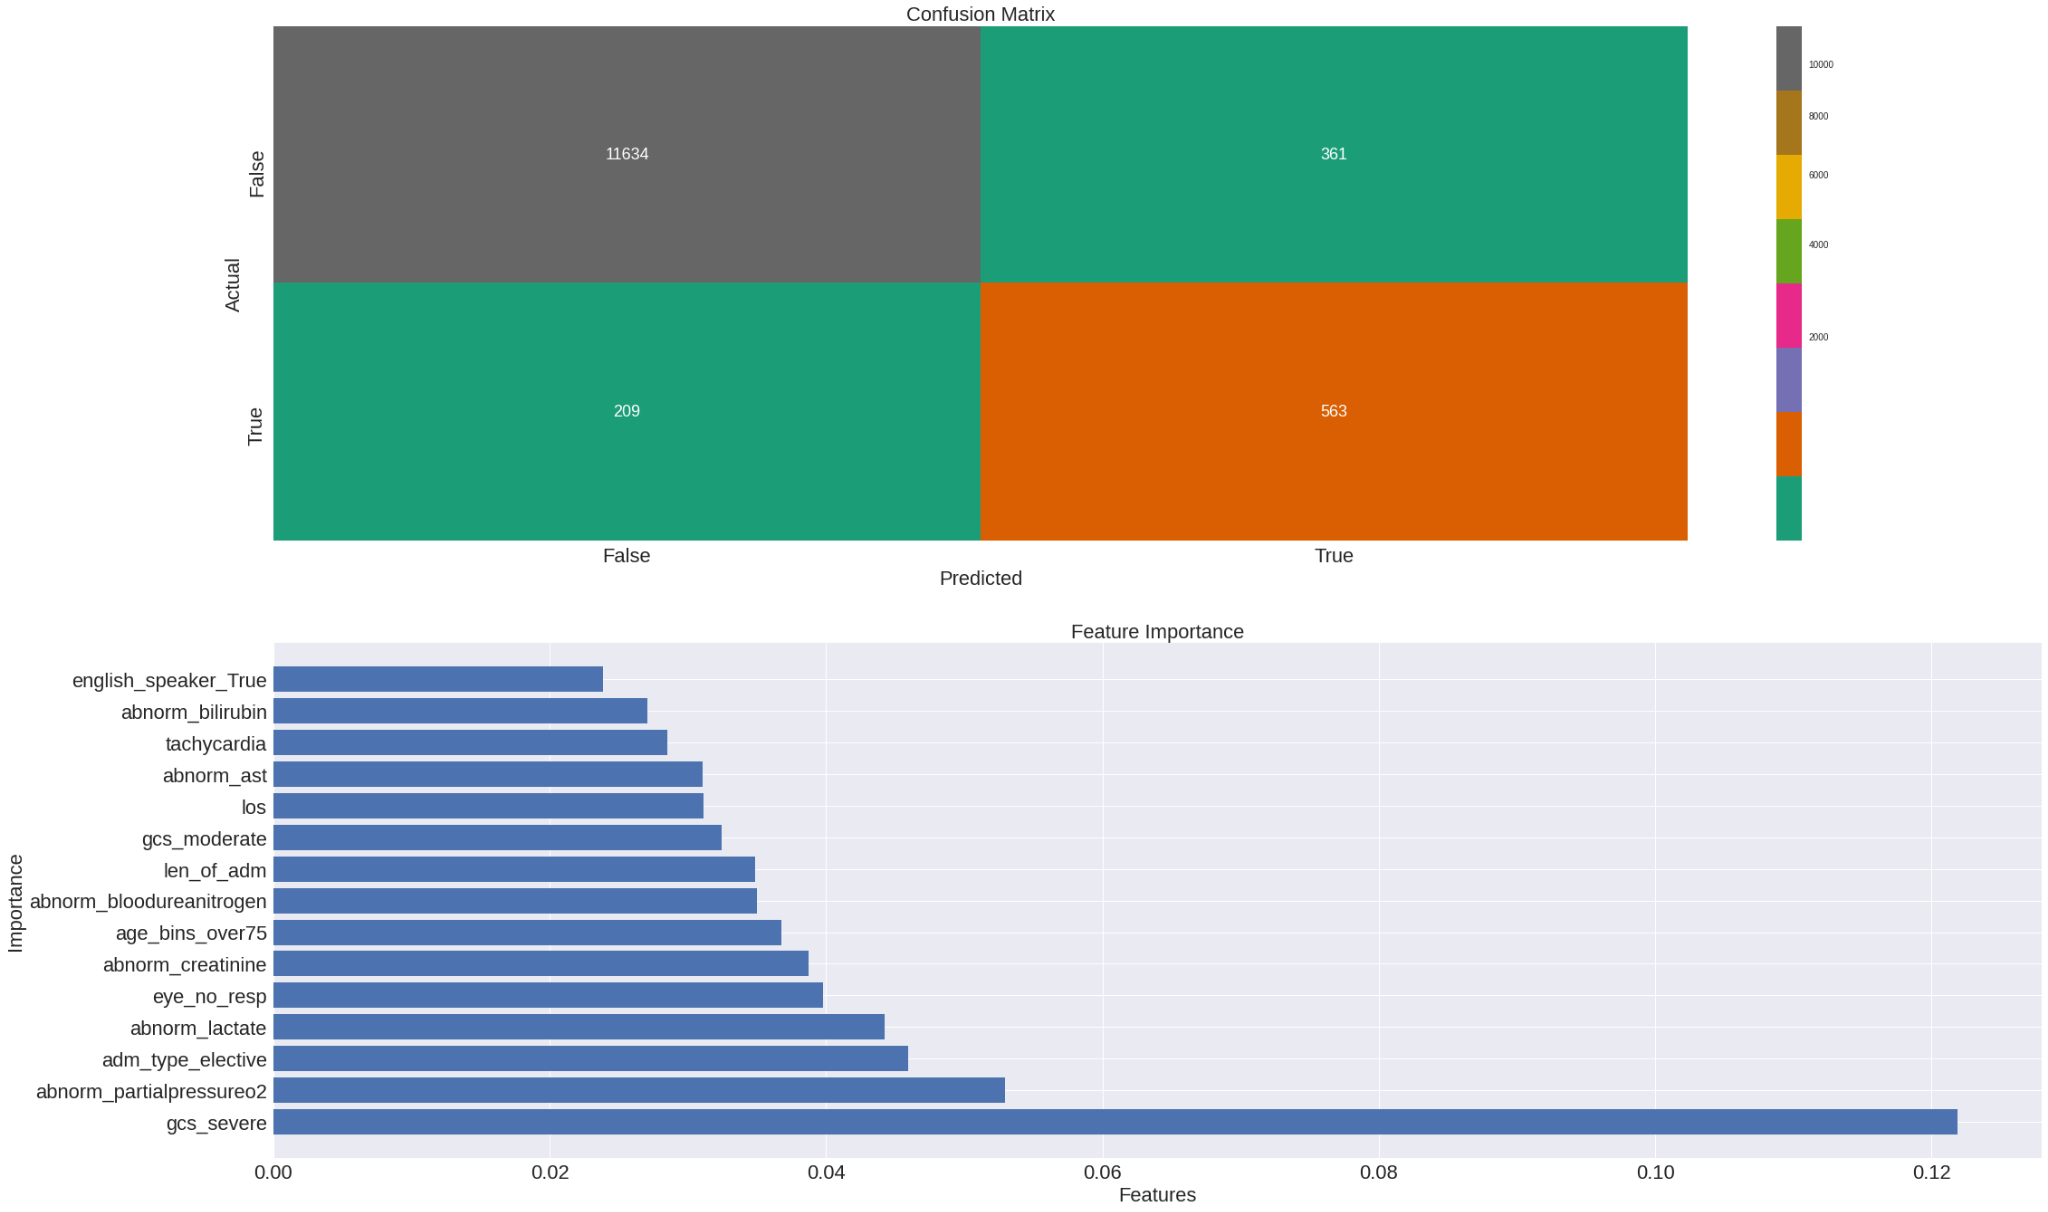 Confusion Matrix
False
Actual
True
11634
361
209
563
False
True
Predicted
10000
8000
6000
4000
2000
Feature Importance
Importance
english_speaker_True
abnorm_bilirubin
tachycardia
abnorm_ast
los
gcs_moderate
len_of_adm
abnorm_bloodureanitrogen
age_bins_over75
abnorm_creatinine
eye_no_resp
abnorm_lactate
adm_type_elective
abnorm_partialpressureo2
gcs_severe
0.00
0.02
0.04
0.06
0.08
0.10
0.12
Features